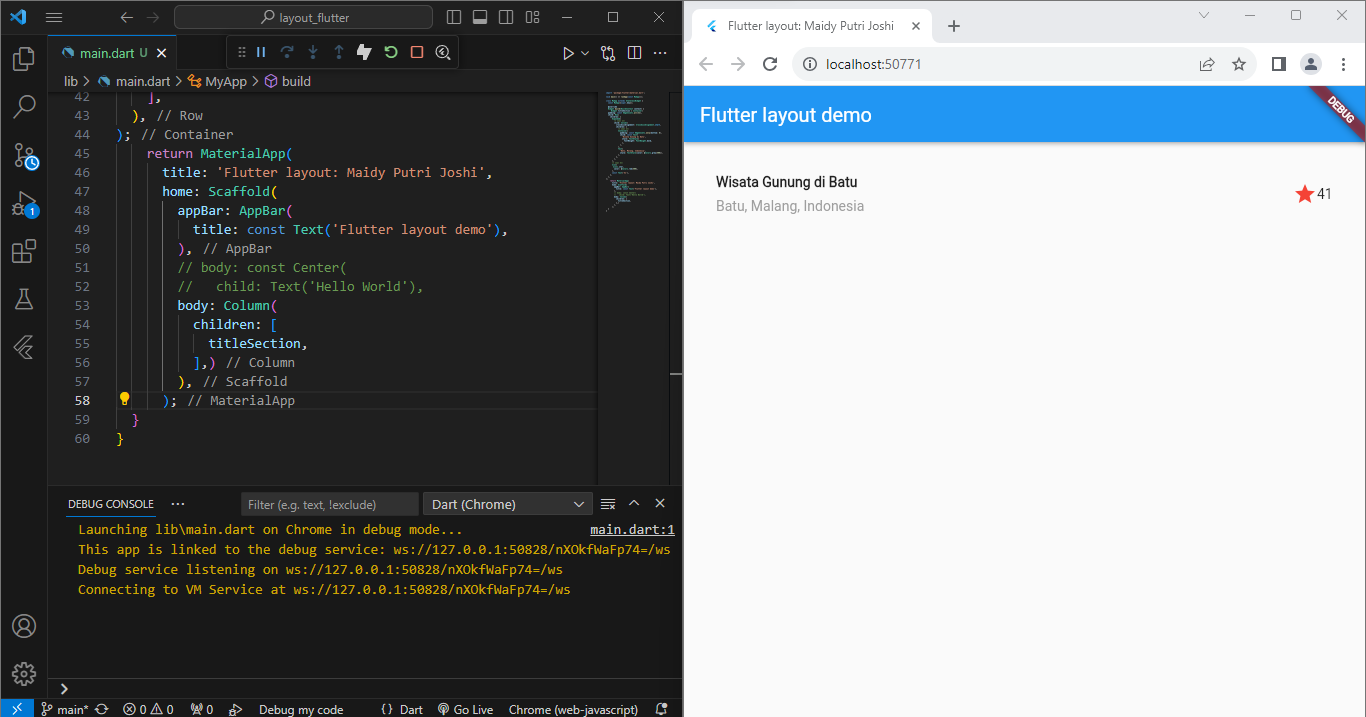 layout_flutter
main.dart U
lib > main.dart > MyApp > build
42 ],
43 ), // Row
44 ); // Container
45 return MaterialApp(
46 title: 'Flutter layout: Maidy Putri Joshi',
47 home: Scaffold(
48 appBar: AppBar(
49 title: const Text('Flutter layout demo'),
50 ), // AppBar
51 // body: const Center(
52 //   child: Text('Hello World'),
53 body: Column(
54 children: [
55 titleSection,
56 ],) // Column
57 ), // Scaffold
58 ); // MaterialApp
59 }
60 }
1
DEBUG CONSOLE
Filter (e.g. text, !exclude)
Dart (Chrome)
Launching lib\main.dart on Chrome in debug mode... main.dart:1
This app is linked to the debug service: ws://127.0.0.1:50828/nXOkfWaFp74=/ws
Debug service listening on ws://127.0.0.1:50828/nXOkfWaFp74=/ws
Connecting to VM Service at ws://127.0.0.1:50828/nXOkfWaFp74=/ws
main* 0 0 0 Debug my code {} Dart Go Live Chrome (web-javascript)
Flutter layout: Maidy Putri Joshi
localhost:50771
Flutter layout demo
DEBUG
Wisata Gunung di Batu
Batu, Malang, Indonesia
41